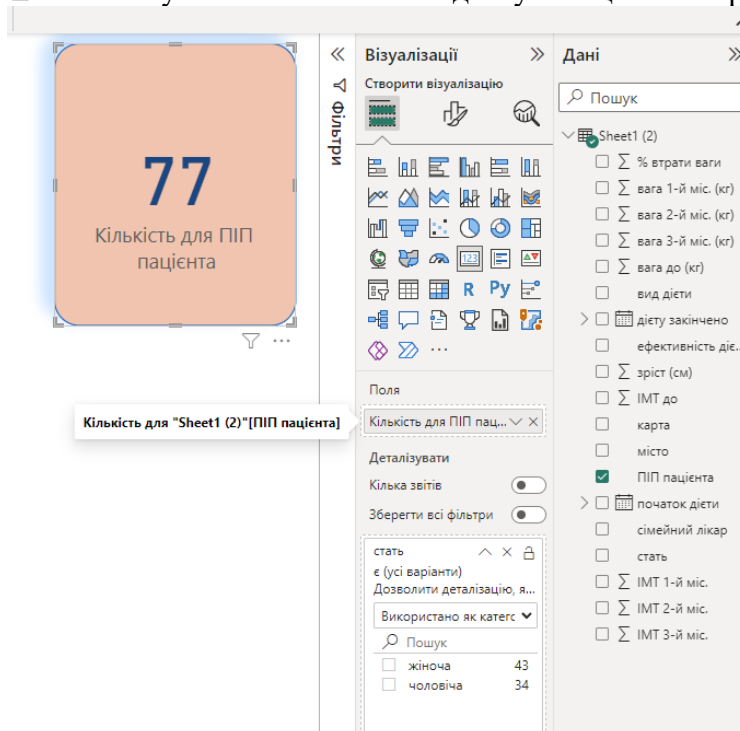 77
Кількість для ПІП
пацієнта
Фільтри
Візуалізації
Створити візуалізацію
123
R
Py
Поля
Кількість для ПІП пац...
Кількість для "Sheet1 (2)"[ПІП пацієнта]
Деталізувати
Кілька звітів
Зберегти всі фільтри
стать
є (усі варіанти)
Дозволити деталізацію, я...
Використано як категс
Пошук
жіноча 43
чоловіча 34
Дані
Пошук
Sheet1 (2)
% втрати ваги
вага 1-й міс. (кг)
вага 2-й міс. (кг)
вага 3-й міс. (кг)
вага до (кг)
вид дієти
дієту закінчено
ефективність діє...
зріст (см)
ІМТ до
карта
місто
ПІП пацієнта
початок дієти
сімейний лікар
стать
ІМТ 1-й міс.
ІМТ 2-й міс.
ІМТ 3-й міс.